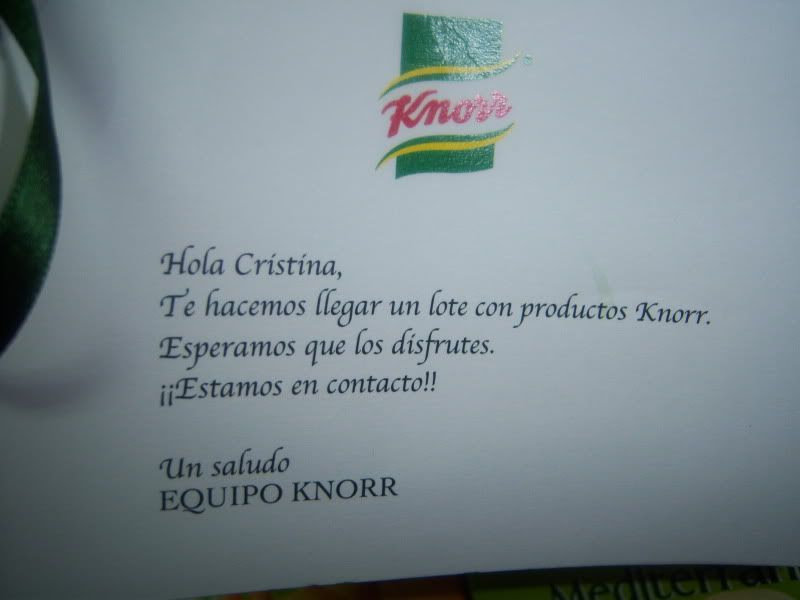 Knorr
Hola Cristina,
Te hacemos llegar un lote con productos Knorr.
Esperamos que los disfrutes.
¡¡Estamos en contacto!!
Un saludo
EQUIPO KNORR